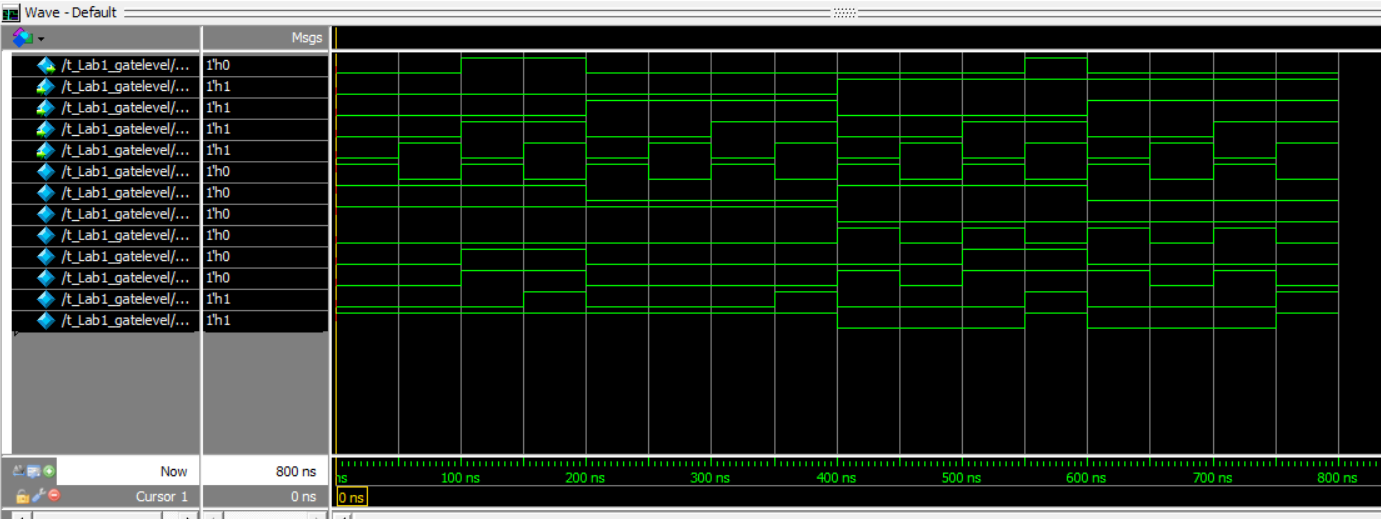 Wave - Default
Msgs
/t_Lab1_gatelevel/... 1'h0
/t_Lab1_gatelevel/... 1'h1
/t_Lab1_gatelevel/... 1'h1
/t_Lab1_gatelevel/... 1'h1
/t_Lab1_gatelevel/... 1'h1
/t_Lab1_gatelevel/... 1'h0
/t_Lab1_gatelevel/... 1'h0
/t_Lab1_gatelevel/... 1'h0
/t_Lab1_gatelevel/... 1'h0
/t_Lab1_gatelevel/... 1'h0
/t_Lab1_gatelevel/... 1'h0
/t_Lab1_gatelevel/... 1'h1
/t_Lab1_gatelevel/... 1'h1
Now 800 ns ns 100 ns 200 ns 300 ns 400 ns 500 ns 600 ns 700 ns 800 ns
Cursor 1 0 ns 0 ns